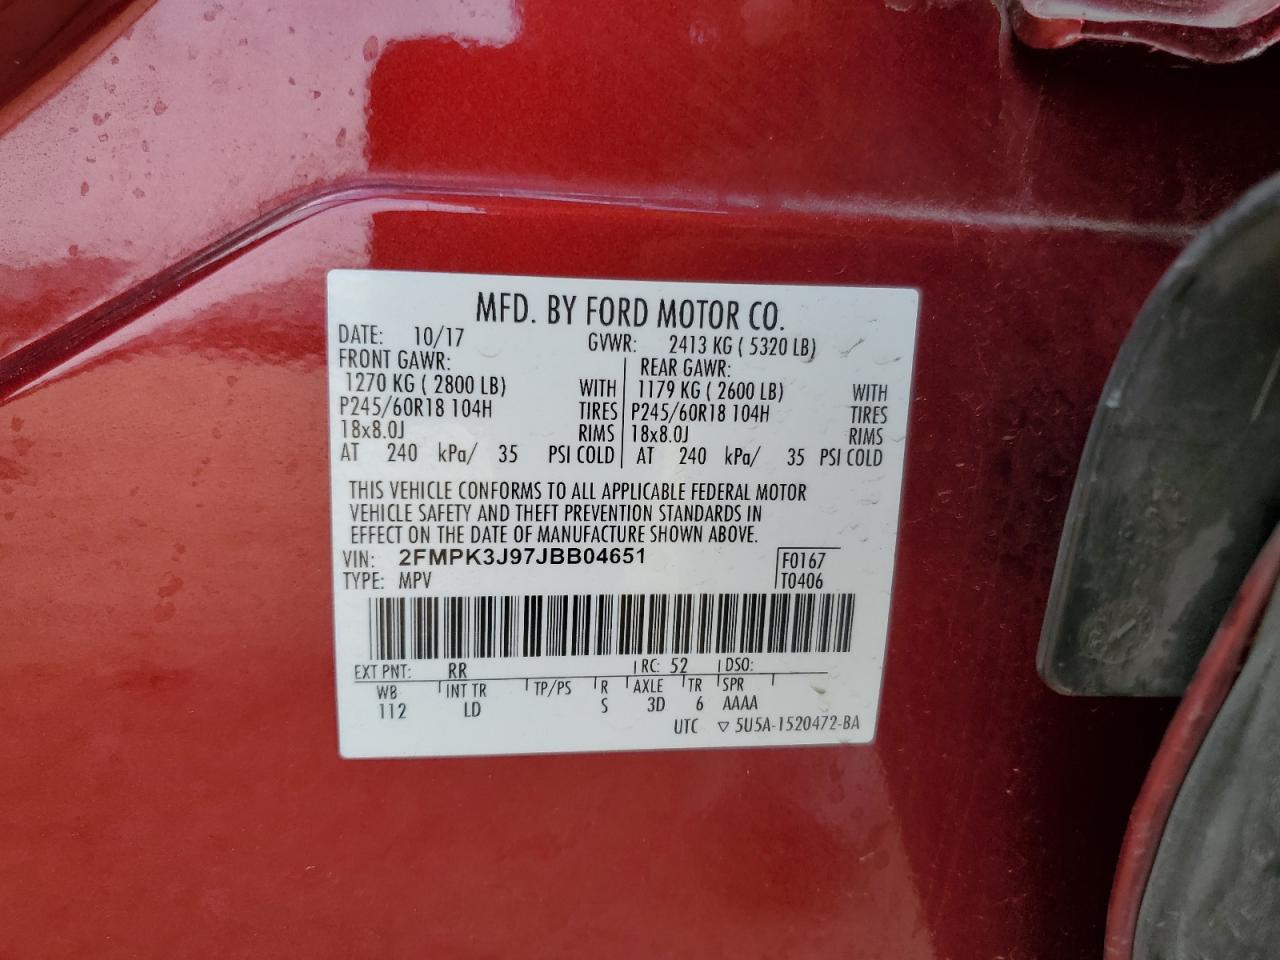 MFD. BY FORD MOTOR CO.
DATE: 10/17 GVWR: 2413 KG ( 5320 LB)
FRONT GAWR: REAR GAWR:
1270 KG ( 2800 LB) WITH 1179 KG ( 2600 LB) WITH
P245/60R18 104H TIRES P245/60R18 104H TIRES
18x8.0J RIMS 18x8.0J RIMS
AT 240 kPa/ 35 PSI COLD AT 240 kPa/ 35 PSI COLD
THIS VEHICLE CONFORMS TO ALL APPLICABLE FEDERAL MOTOR
VEHICLE SAFETY AND THEFT PREVENTION STANDARDS IN
EFFECT ON THE DATE OF MANUFACTURE SHOWN ABOVE.
VIN: 2FMPK3J97JBB04651 F0167
TYPE: MPV T0406
EXT PNT: RR RC: 52 DSO:
WB INT TR TP/PS R AXLE TR SPR
112 LD S 3D 6 AAAA
UTC ▽ 5U5A-1520472-BA